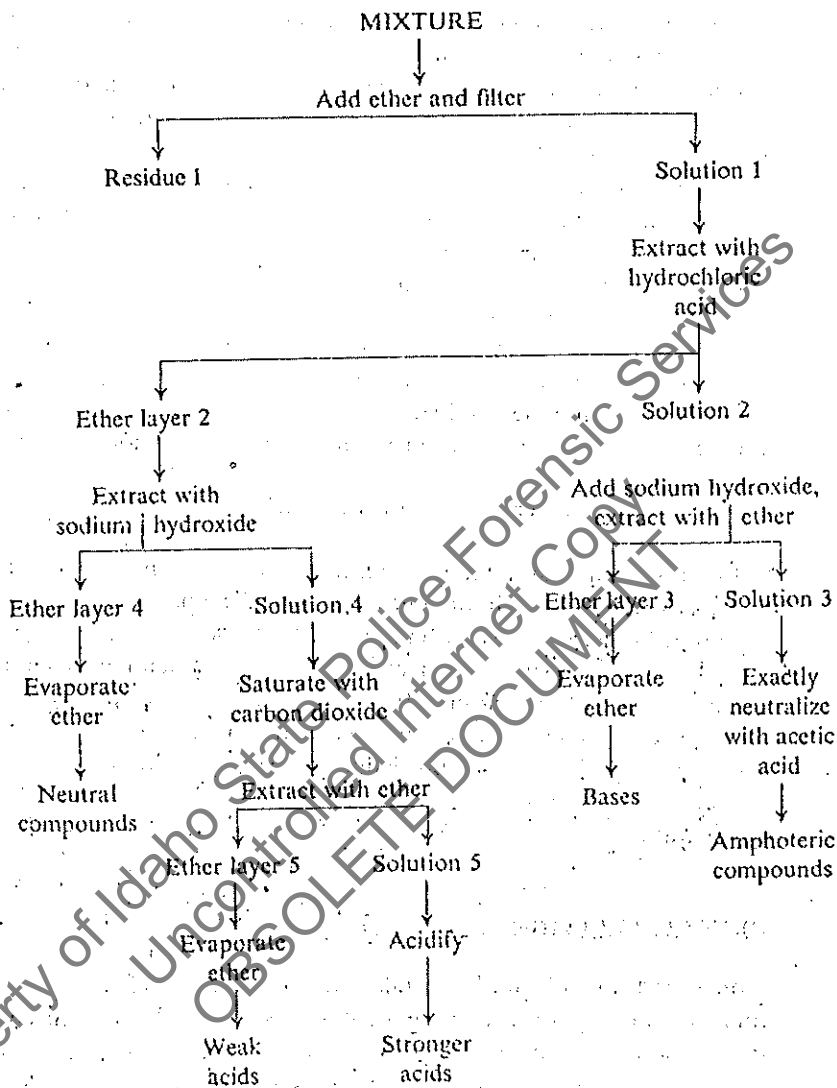 MIXTURE
Add ether and filter
Residue 1
Solution 1
Extract with
hydrochloric
acid
Ether layer 2
Solution 2
Extract with
sodium hydroxide
Add sodium hydroxide,
extract with ether
Ether layer 4
Solution 4
Ether layer 3
Solution 3
Evaporate
ether
Saturate with
carbon dioxide
Evaporate
ether
Exactly
neutralize
with acetic
acid
Neutral
compounds
Extract with ether
Bases
Amphoteric
compounds
Ether layer 5
Solution 5
Evaporate
ether
Acidify
Weak
acids
Stronger
acids
of Idaho State Police Forensic Services
Uncontrolled Internet Copy
OBSOLETE DOCUMENT